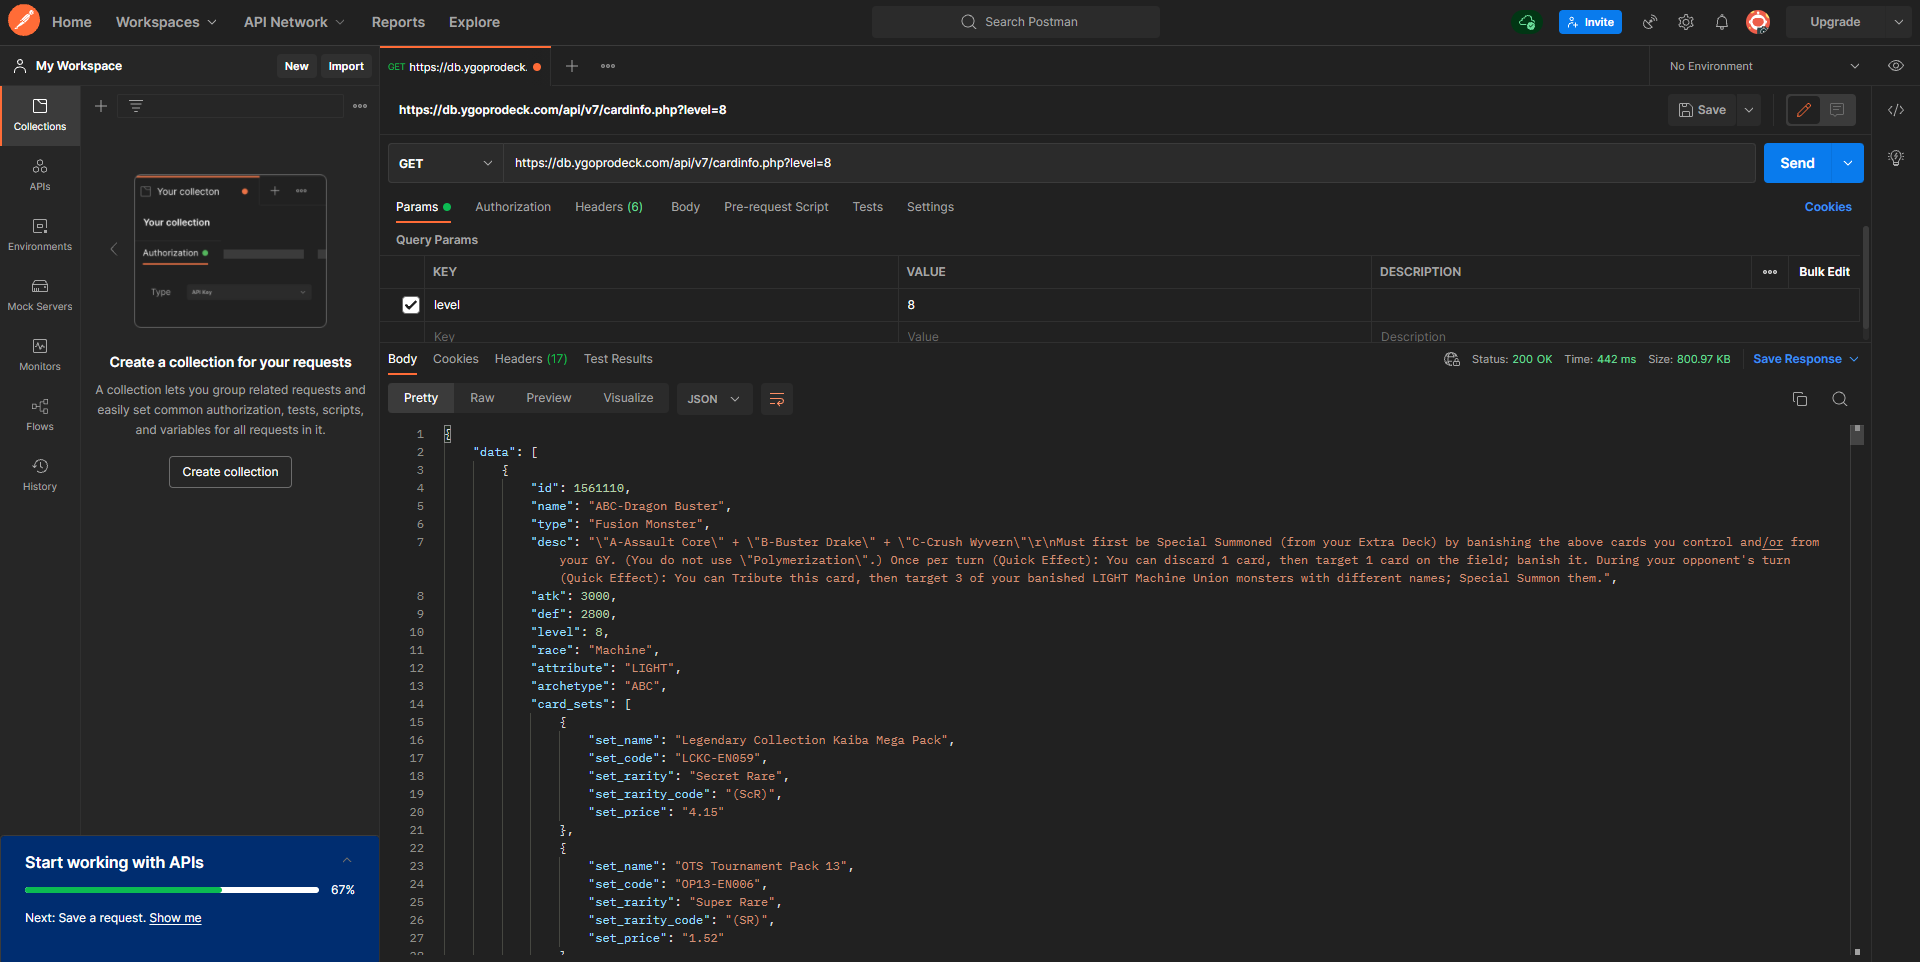 Home Workspaces API Network Reports Explore Search Postman Invite Upgrade
My Workspace New Import GET https://db.ygoprodeck. No Environment
Collections
APIs
Environments
Mock Servers
Monitors
Flows
History
Your collecton
Your collection
Authorization
Type API Key
Create a collection for your requests
A collection lets you group related requests and
easily set common authorization, tests, scripts,
and variables for all requests in it.
Create collection
Start working with APIs
67%
Next: Save a request. Show me
https://db.ygoprodeck.com/api/v7/cardinfo.php?level=8 Save
GET https://db.ygoprodeck.com/api/v7/cardinfo.php?level=8 Send
Params Authorization Headers (6) Body Pre-request Script Tests Settings Cookies
Query Params
KEY VALUE DESCRIPTION Bulk Edit
level 8
Key Value Description
Body Cookies Headers (17) Test Results Status: 200 OK Time: 442 ms Size: 800.97 KB Save Response
Pretty Raw Preview Visualize JSON
1 {
2 "data": [
3 {
4 "id": 1561110,
5 "name": "ABC-Dragon Buster",
6 "type": "Fusion Monster",
7 "desc": "\"A-Assault Core\" + \"B-Buster Drake\" + \"C-Crush Wyvern\"\r\nMust first be Special Summoned (from your Extra Deck) by banishing the above cards you control and/or from
your GY. (You do not use \"Polymerization\".) Once per turn (Quick Effect): You can discard 1 card, then target 1 card on the field; banish it. During your opponent's turn
(Quick Effect): You can Tribute this card, then target 3 of your banished LIGHT Machine Union monsters with different names; Special Summon them.",
8 "atk": 3000,
9 "def": 2800,
10 "level": 8,
11 "race": "Machine",
12 "attribute": "LIGHT",
13 "archetype": "ABC",
14 "card_sets": [
15 {
16 "set_name": "Legendary Collection Kaiba Mega Pack",
17 "set_code": "LCKC-EN059",
18 "set_rarity": "Secret Rare",
19 "set_rarity_code": "(ScR)",
20 "set_price": "4.15"
21 },
22 {
23 "set_name": "OTS Tournament Pack 13",
24 "set_code": "OP13-EN006",
25 "set_rarity": "Super Rare",
26 "set_rarity_code": "(SR)",
27 "set_price": "1.52"